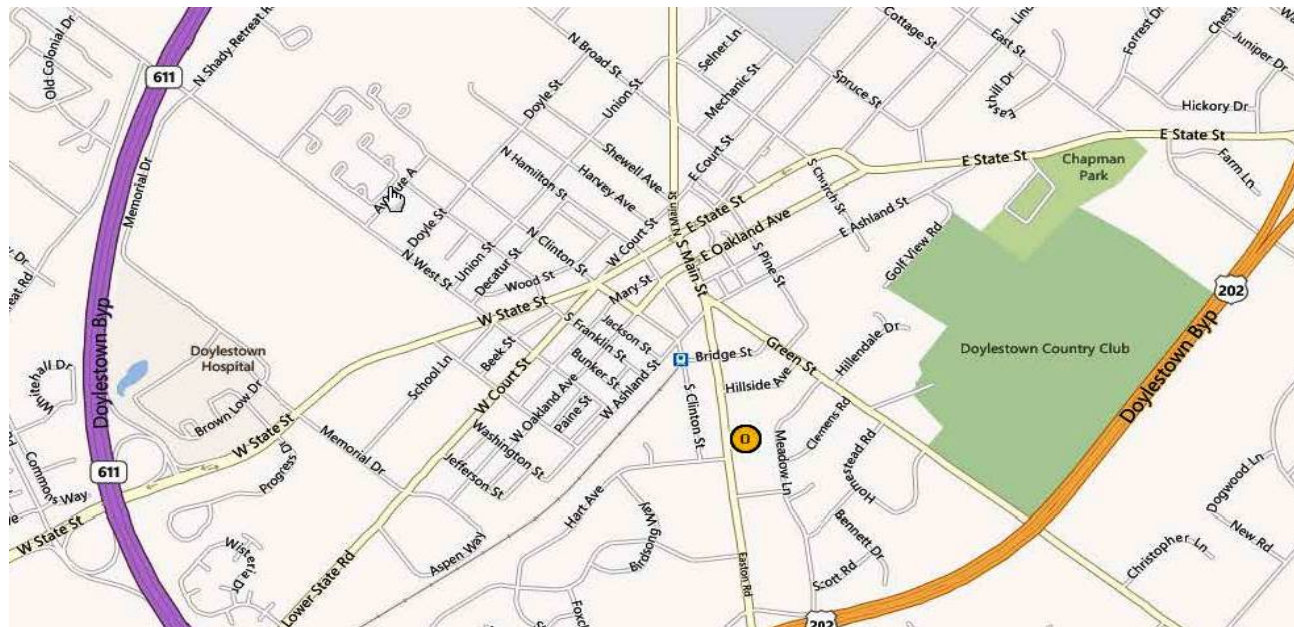 Old Colonial Dr
611
N Shady Retreat R
N Broad St
Selner Ln
Cottage St
East St
Forrest Dr
Juniper Dr
Doyle St
Union St
Mechanic St
Spruce St
Hickory Dr
E State St
E State St
Chapman
Park
Farm Ln
Memorial Dr
Shewell Ave
E Court St
S Church St
N Hamilton St
Harvey Ave
N Main St
E State St
E Ashland St
Doyle St
N West St
Union St
Decatur St
N Clinton St
W Court St
S Main St
E Oakland Ave
S Pine St
Golf View Rd
Wood St
Mary St
202
Doylestown Byp
W State St
S Franklin St
Jackson St
Doylestown
Hospital
School Ln
Beek St
Bunker St
Bridge St
Green St
Hillendale Dr
Doylestown Country Club
Doylestown Byp
Whitehall Dr
Brown Low Dr
W Court St
W Oakland Ave
Paine St
W Ashland St
S Clinton St
Hillside Ave
Clemens Rd
W State St
Memorial Dr
Washington St
0
Meadow Ln
Homestead Rd
611
Commons Way
Progress Dr
Jefferson St
Hart Ave
Birdsong Way
Bennett Dr
Dogwood Ln
New Rd
W State St
Wisteria Dr
Aspen Way
Easton Rd
Scott Rd
Christopher Ln
Lower State Rd
202